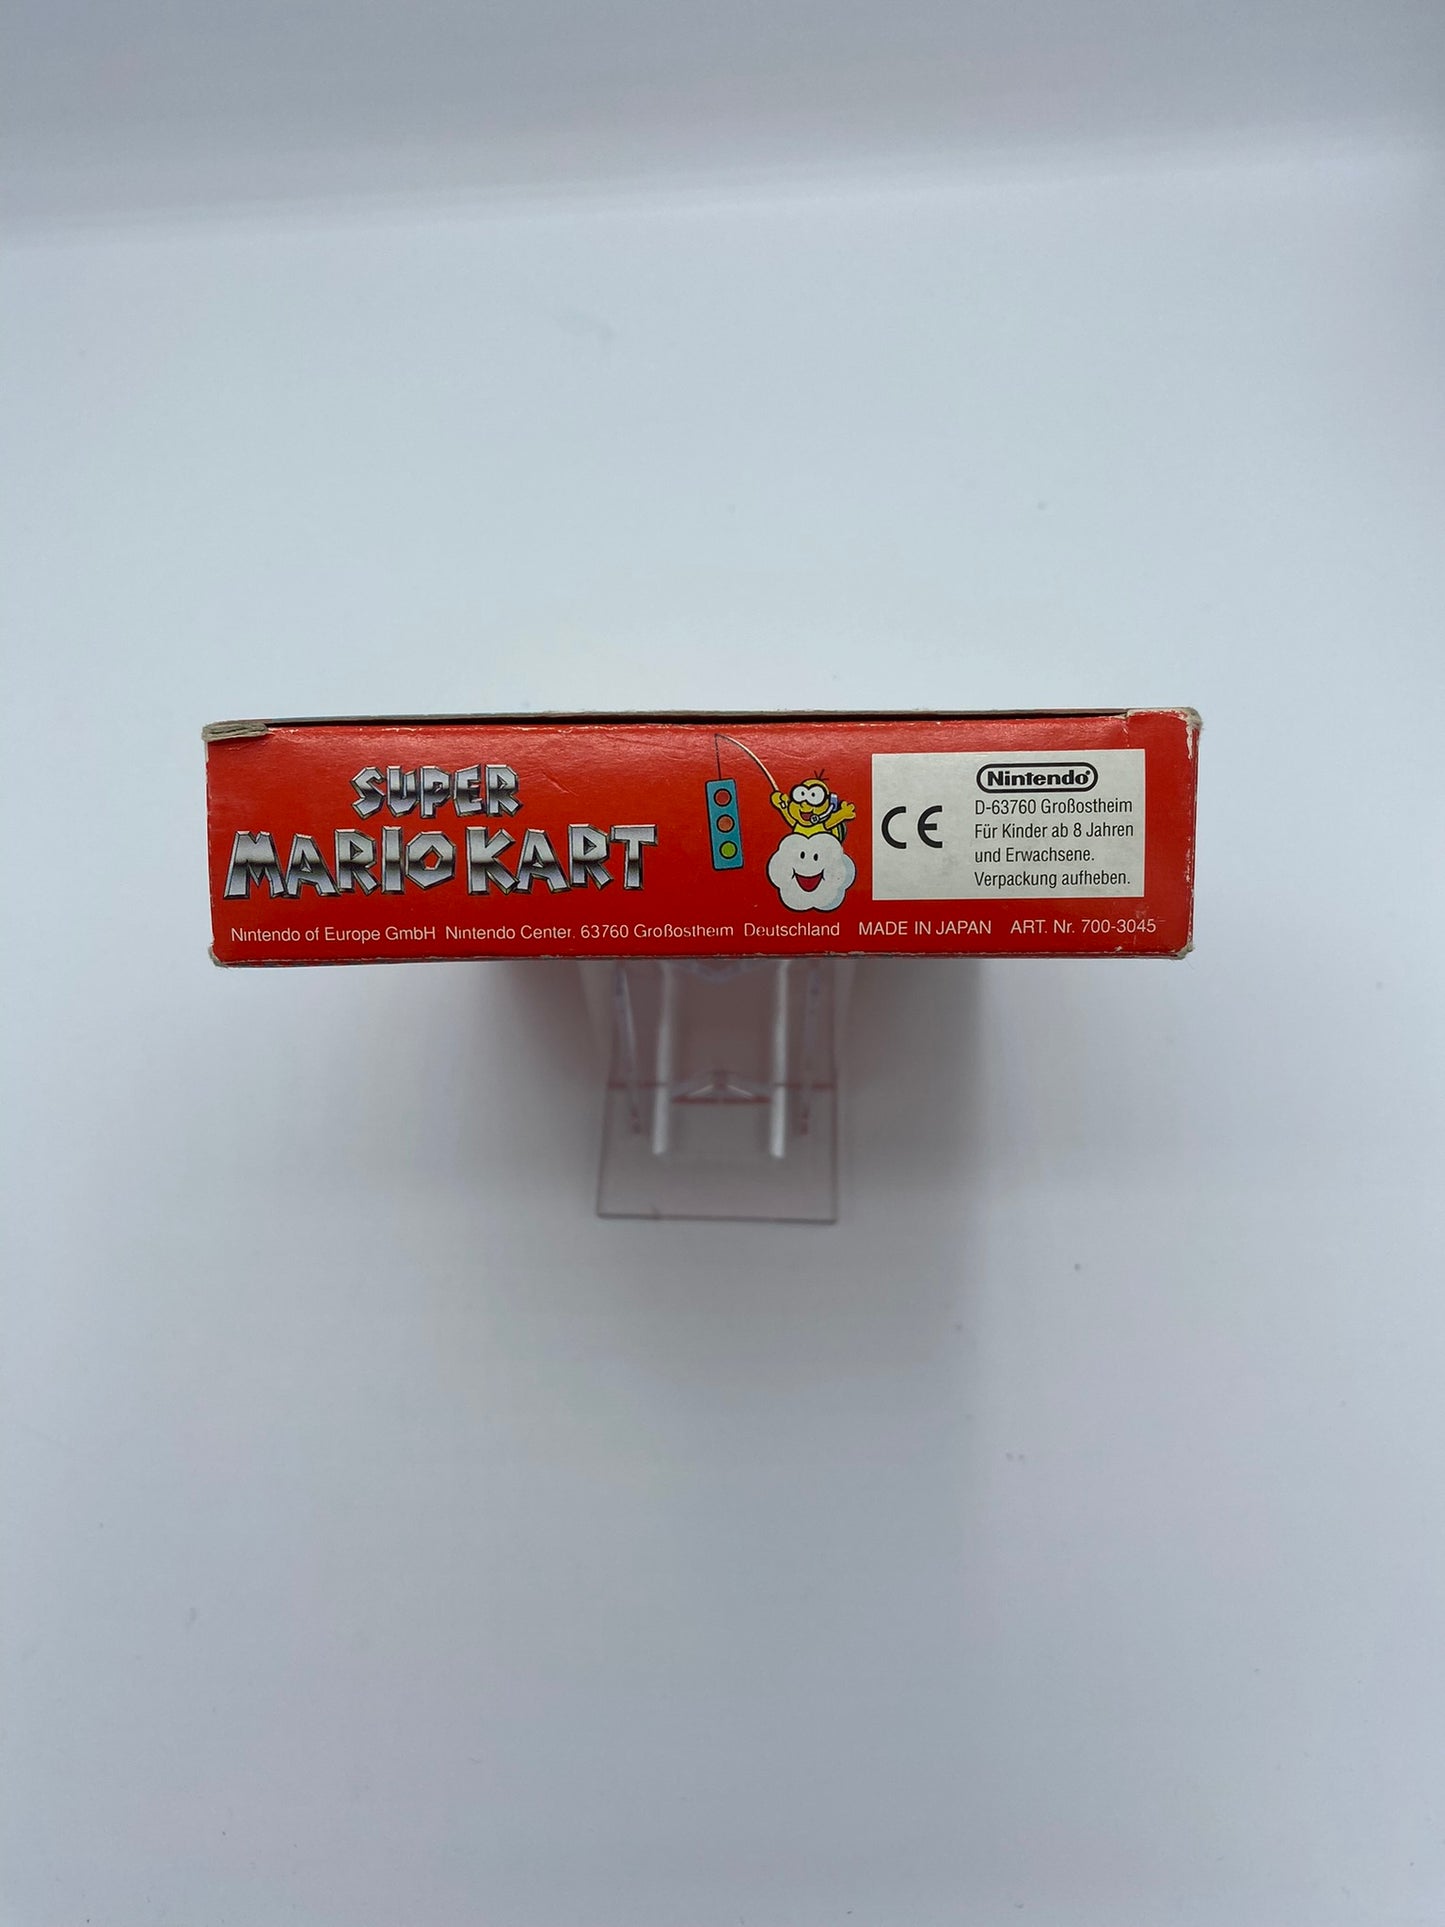 SUPER
MARIO KART
CE
Nintendo®
D-63760 Großostheim
Für Kinder ab 8 Jahren
und Erwachsene.
Verpackung aufheben.
Nintendo of Europe GmbH Nintendo Center, 63760 Großostheim Deutschland MADE IN JAPAN ART. Nr. 700-3045